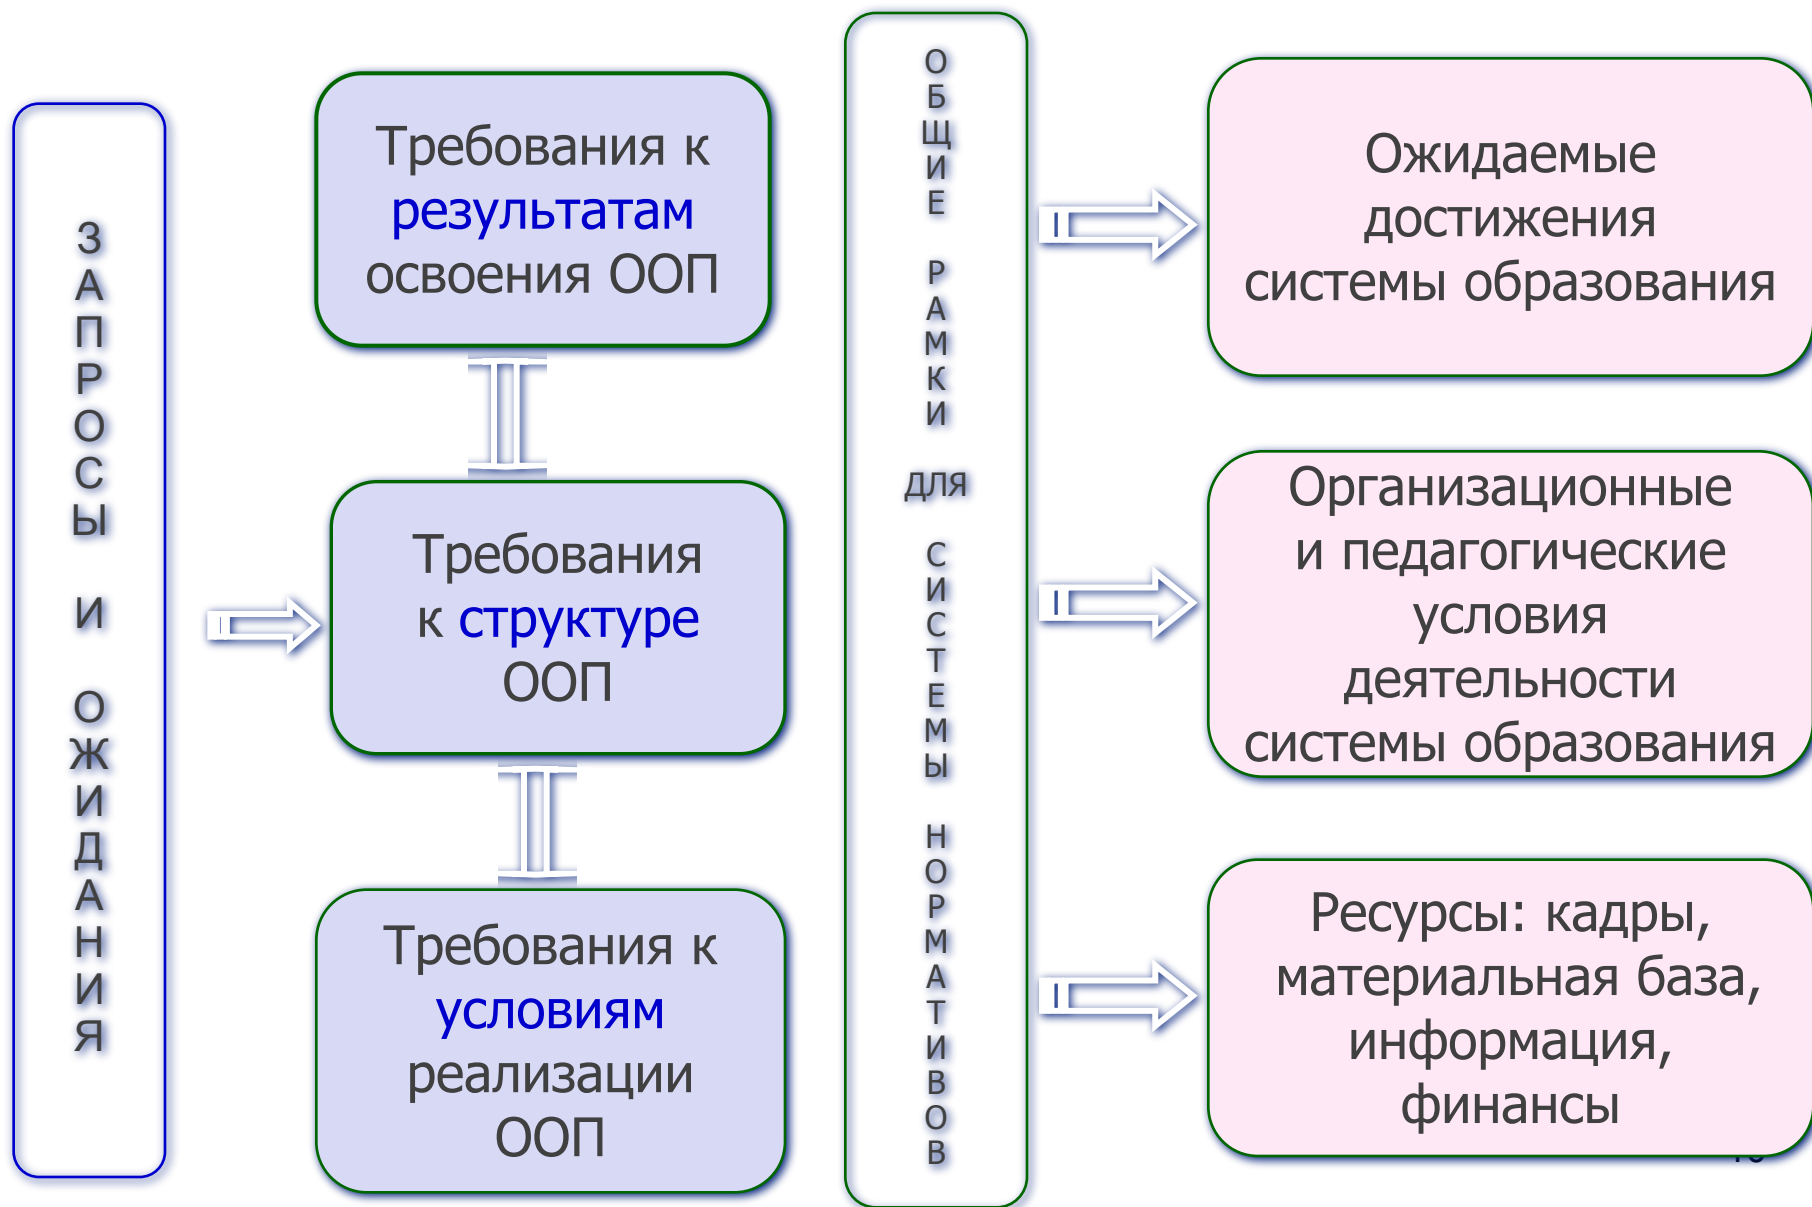 ЗАПРОСЫ И ОЖИДАНИЯ
Требования к
результатам
освоения ООП
Требования
к структуре
ООП
Требования к
условиям
реализации
ООП
ОБЩИЕ РАМКИ ДЛЯ СИСТЕМЫ НОРМАТИВОВ
Ожидаемые
достижения
системы образования
Организационные
и педагогические
условия
деятельности
системы образования
Ресурсы: кадры,
материальная база,
информация,
финансы